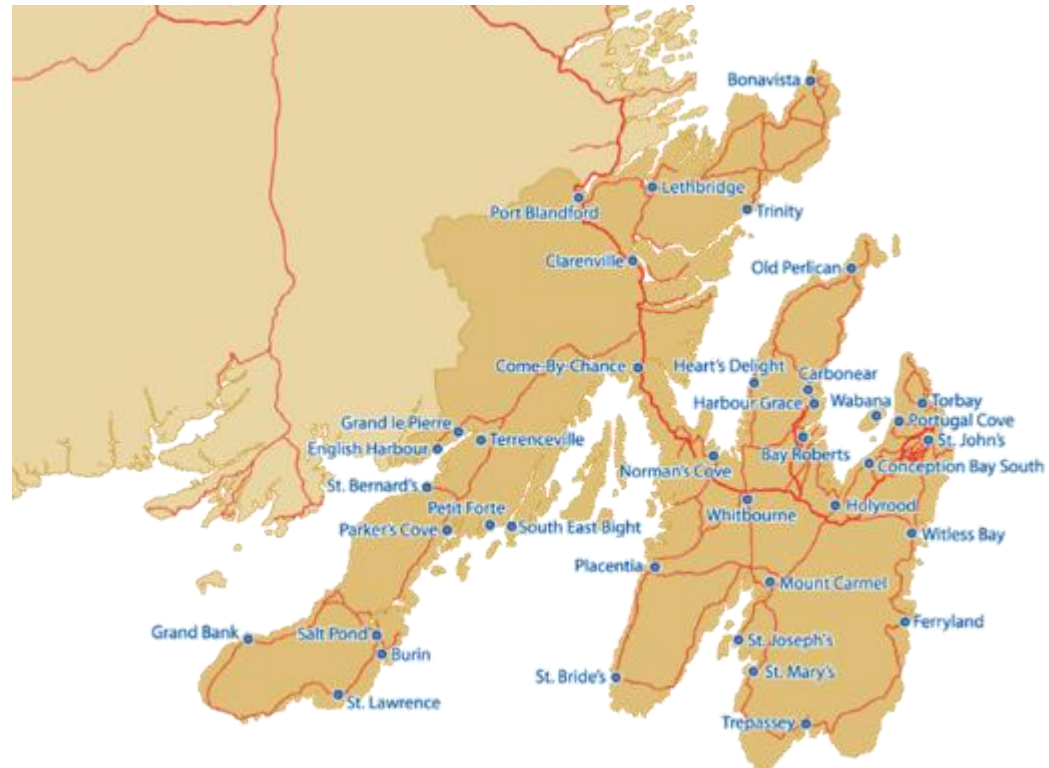 Bonavista
Lethbridge
Port Blandford
Trinity
Clarenville
Old Perlican
Come-By-Chance
Heart's Delight
Carbonear
Harbour Grace
Wabana
Torbay
Portugal Cove
Grand le Pierre
Terrenceville
St. John's
English Harbour
Bay Roberts
Norman's Cove
Conception Bay South
St. Bernard's
Petit Forte
Whitbourne
Holyrood
Parker's Cove
South East Bight
Witless Bay
Placentia
Mount Carmel
Ferryland
Grand Bank
Salt Pond
St. Joseph's
Burin
St. Bride's
St. Mary's
St. Lawrence
Trepassey